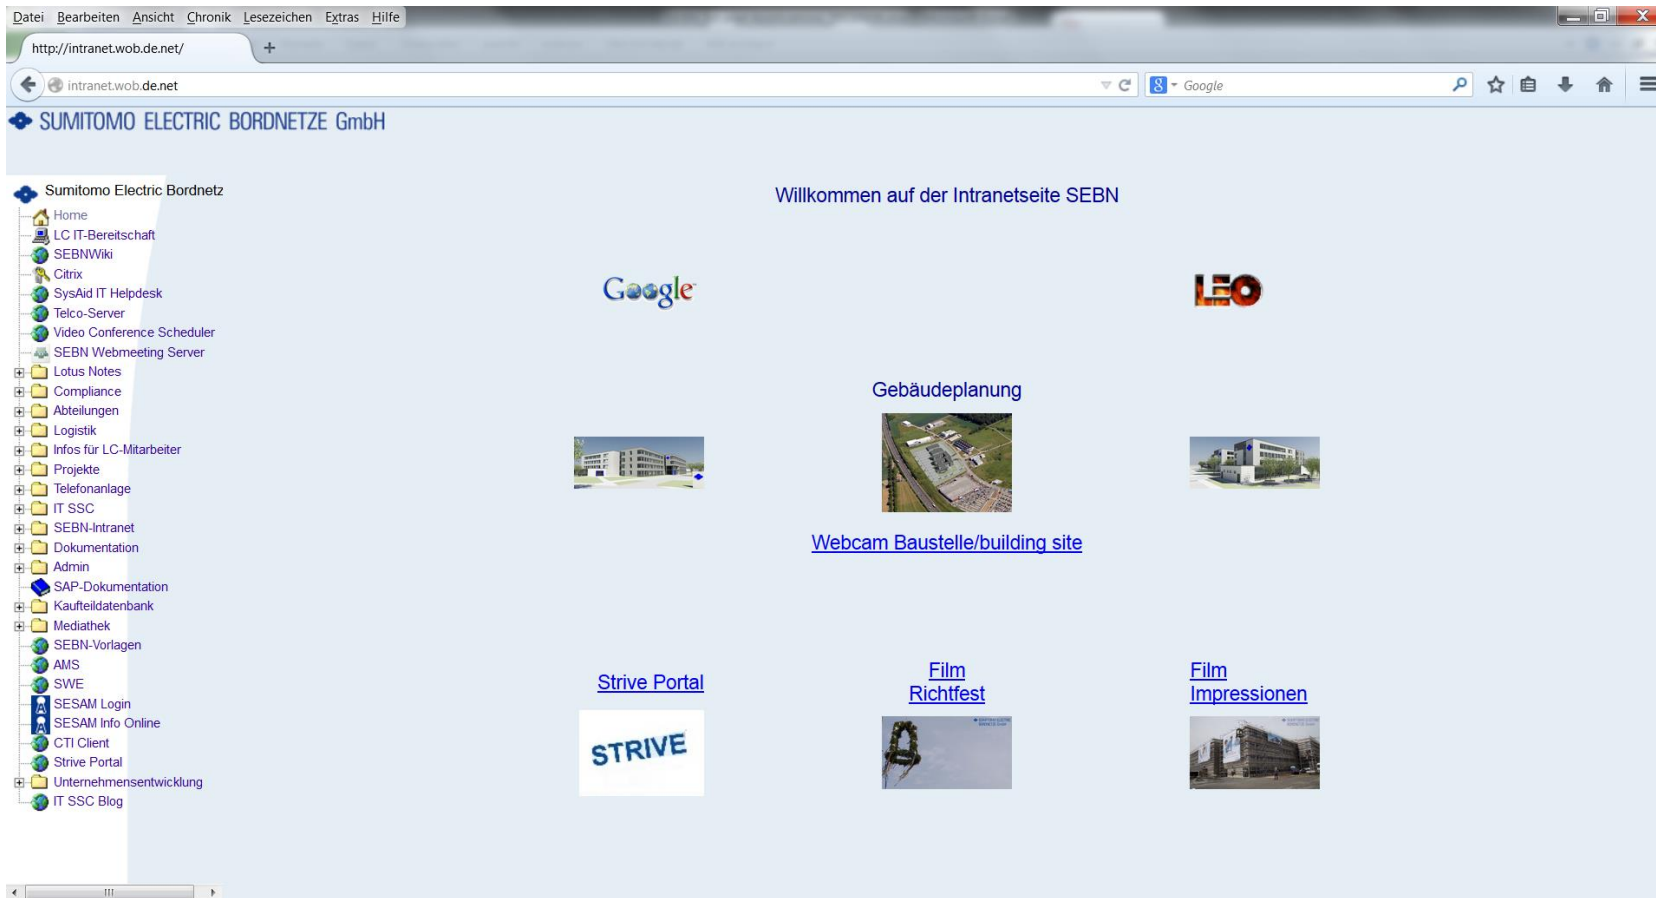 Datei Bearbeiten Ansicht Chronik Lesezeichen Extras Hilfe
http://intranet.wob.de.net/
intranet.wob.de.net
Google
SUMITOMO ELECTRIC BORDNETZE GmbH
Sumitomo Electric Bordnetz
Home
LC IT-Bereitschaft
SEBNWiki
Citrix
SysAid IT Helpdesk
Telco-Server
Video Conference Scheduler
SEBN Webmeeting Server
Lotus Notes
Compliance
Abteilungen
Logistik
Infos für LC-Mitarbeiter
Projekte
Telefonanlage
IT SSC
SEBN-Intranet
Dokumentation
Admin
SAP-Dokumentation
Kaufteildatenbank
Mediathek
SEBN-Vorlagen
AMS
SWE
SESAM Login
SESAM Info Online
CTI Client
Strive Portal
Unternehmensentwicklung
IT SSC Blog
Willkommen auf der Intranetseite SEBN
Google
LEO
Gebäudeplanung
Webcam Baustelle/building site
Strive Portal
STRIVE
Film
Richtfest
Film
Impressionen